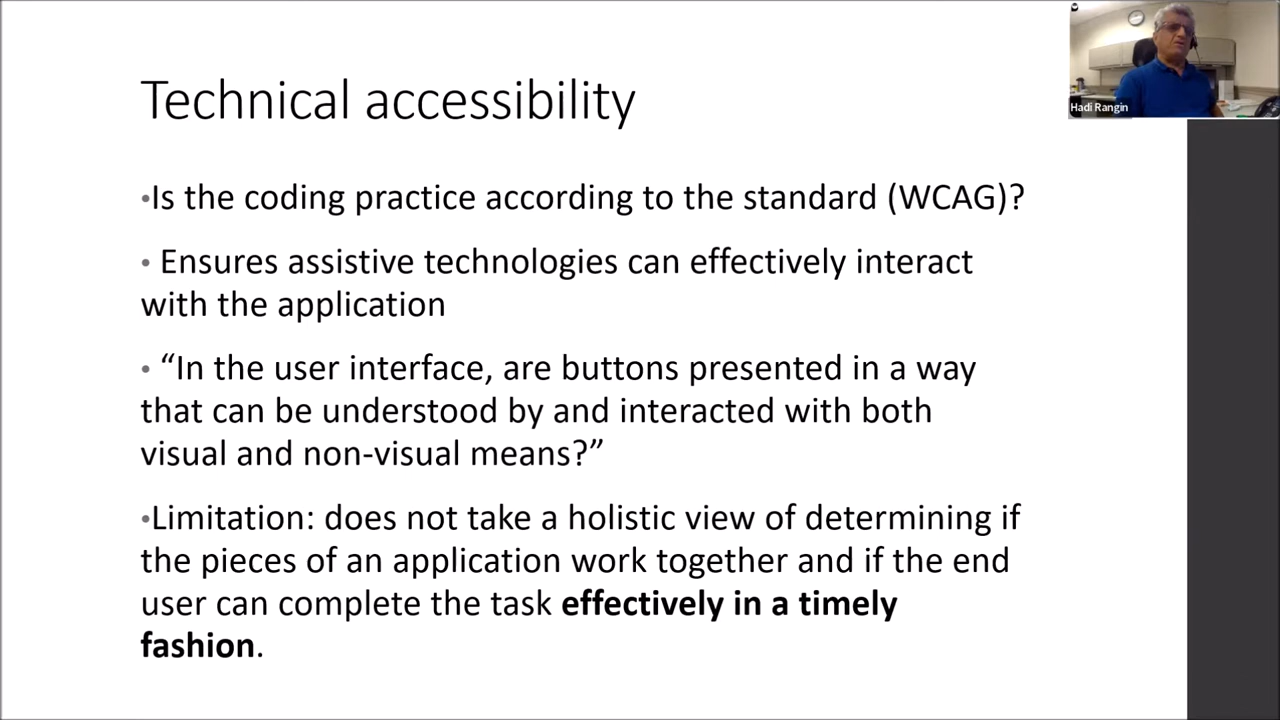 Technical accessibility
•Is the coding practice according to the standard (WCAG)?
• Ensures assistive technologies can effectively interact
with the application
• “In the user interface, are buttons presented in a way
that can be understood by and interacted with both
visual and non-visual means?”
•Limitation: does not take a holistic view of determining if
the pieces of an application work together and if the end
user can complete the task effectively in a timely
fashion.
Hadi Rangin